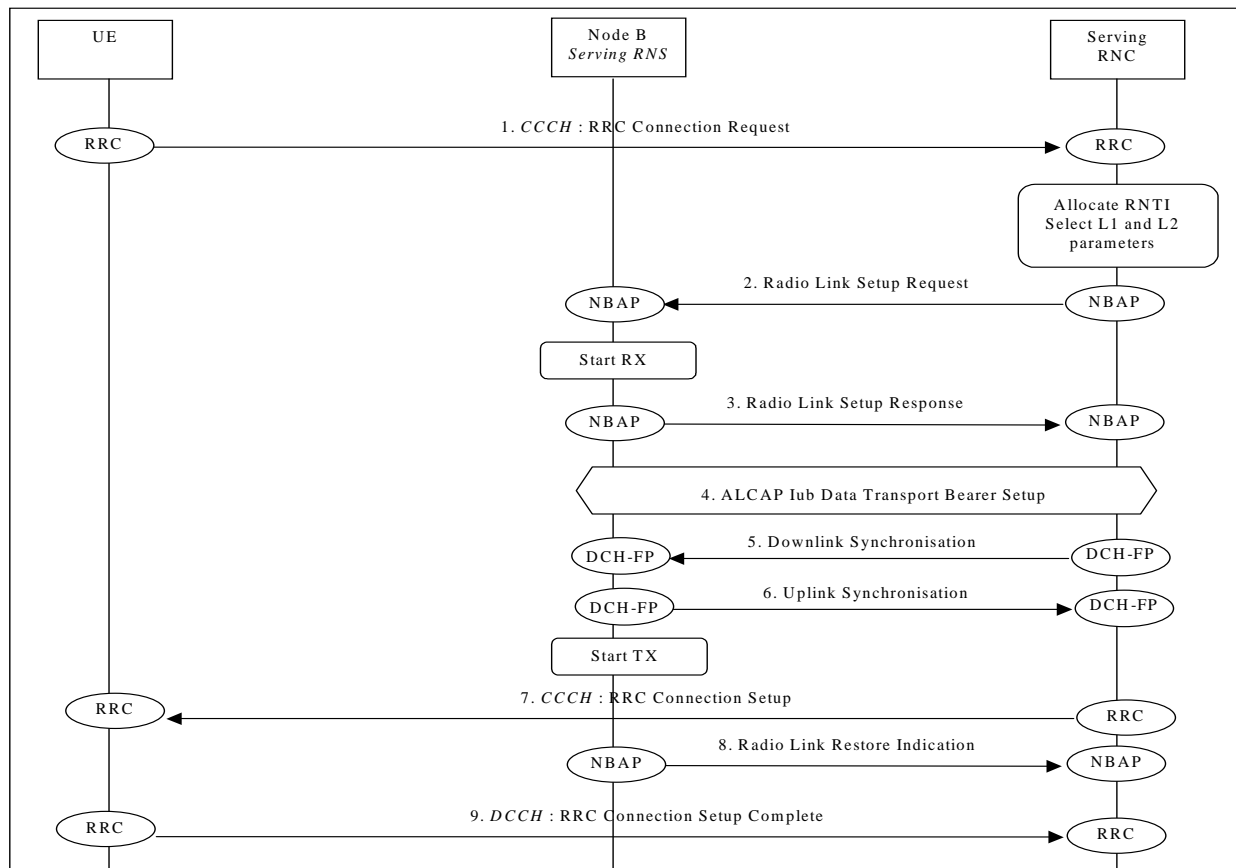 UE
Node B
Serving RNS
Serving
RNC
1. CCCH : RRC Connection Request
RRC
RRC
Allocate RNTI
Select L1 and L2
parameters
2. Radio Link Setup Request
NBAP
NBAP
Start RX
3. Radio Link Setup Response
NBAP
NBAP
4. ALCAP Iub Data Transport Bearer Setup
5. Downlink Synchronisation
DCH-FP
DCH-FP
6. Uplink Synchronisation
DCH-FP
DCH-FP
Start TX
7. CCCH : RRC Connection Setup
RRC
RRC
8. Radio Link Restore Indication
NBAP
NBAP
9. DCCH : RRC Connection Setup Complete
RRC
RRC